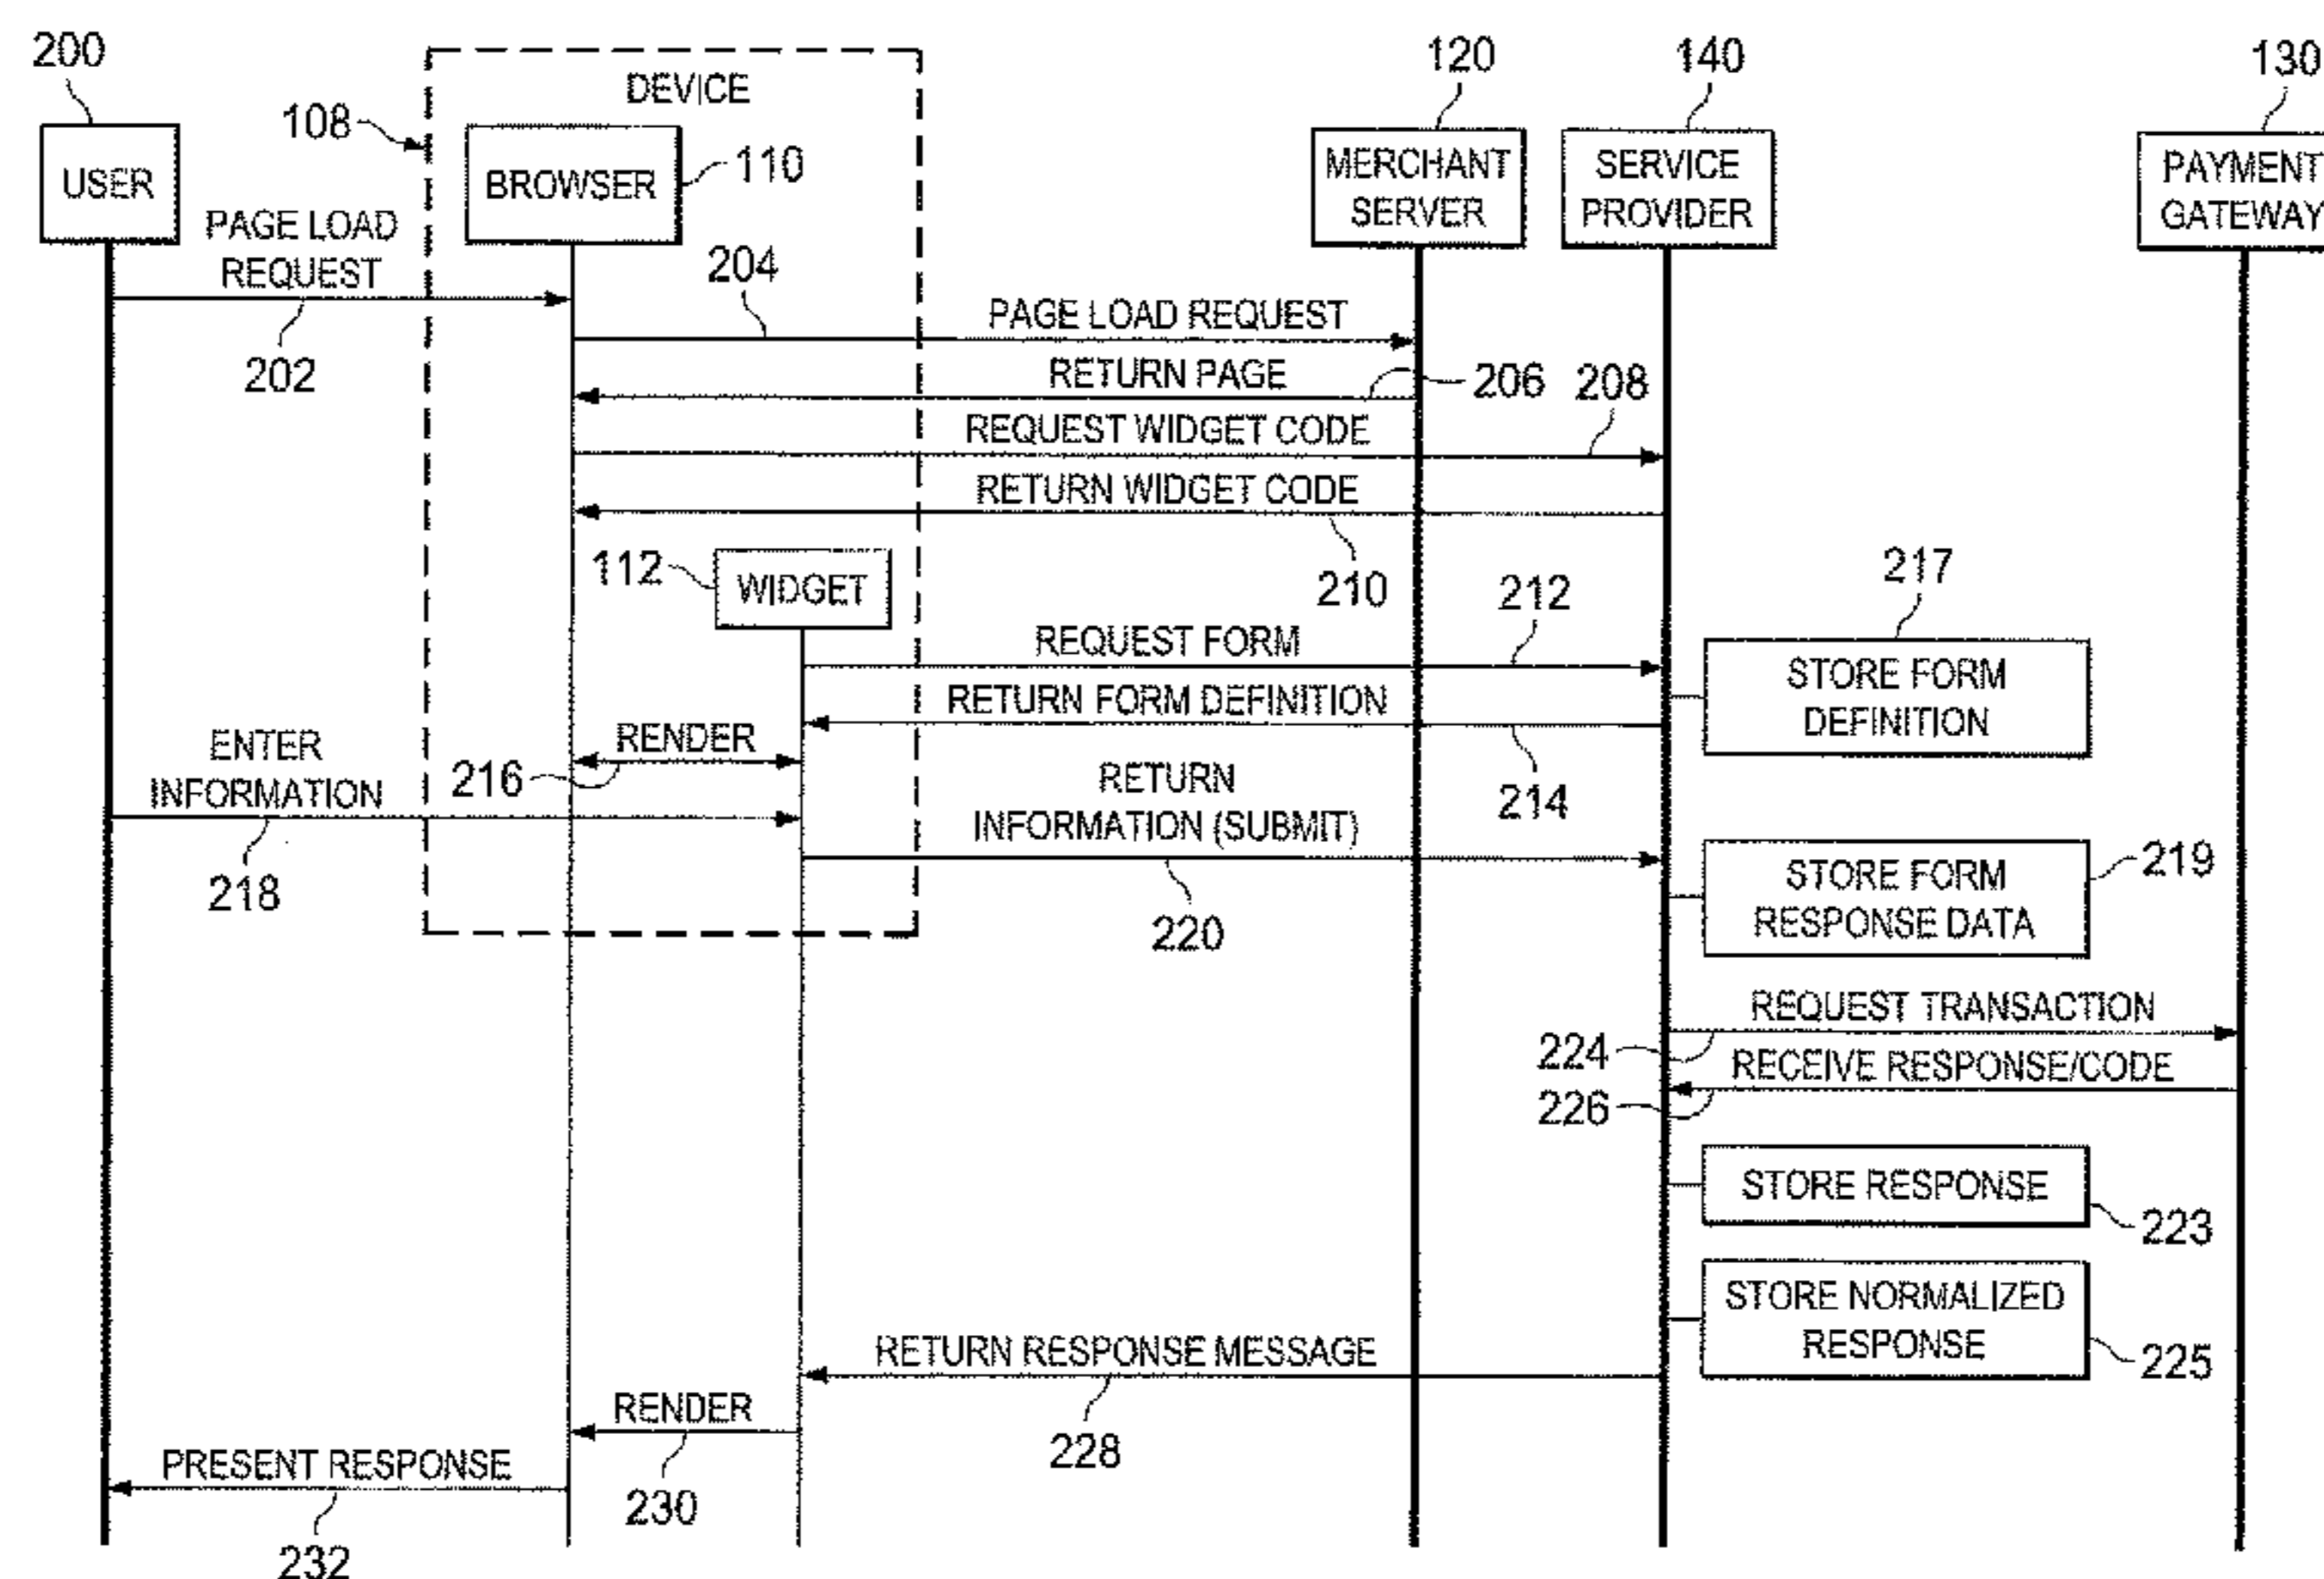 200
108
DEVICE
120
140
130
USER
BROWSER
110
MERCHANT
SERVER
SERVICE
PROVIDER
PAYMENT
GATEWAY
PAGE LOAD
REQUEST
202
204
PAGE LOAD REQUEST
RETURN PAGE
206
208
REQUEST WIDGET CODE
RETURN WIDGET CODE
210
112
WIDGET
212
217
REQUEST FORM
STORE FORM
DEFINITION
RETURN FORM DEFINITION
214
RENDER
216
ENTER
INFORMATION
218
RETURN
INFORMATION (SUBMIT)
220
STORE FORM
RESPONSE DATA
219
REQUEST TRANSACTION
224
RECEIVE RESPONSE/CODE
226
STORE RESPONSE
223
STORE NORMALIZED
RESPONSE
225
RETURN RESPONSE MESSAGE
228
RENDER
230
PRESENT RESPONSE
232